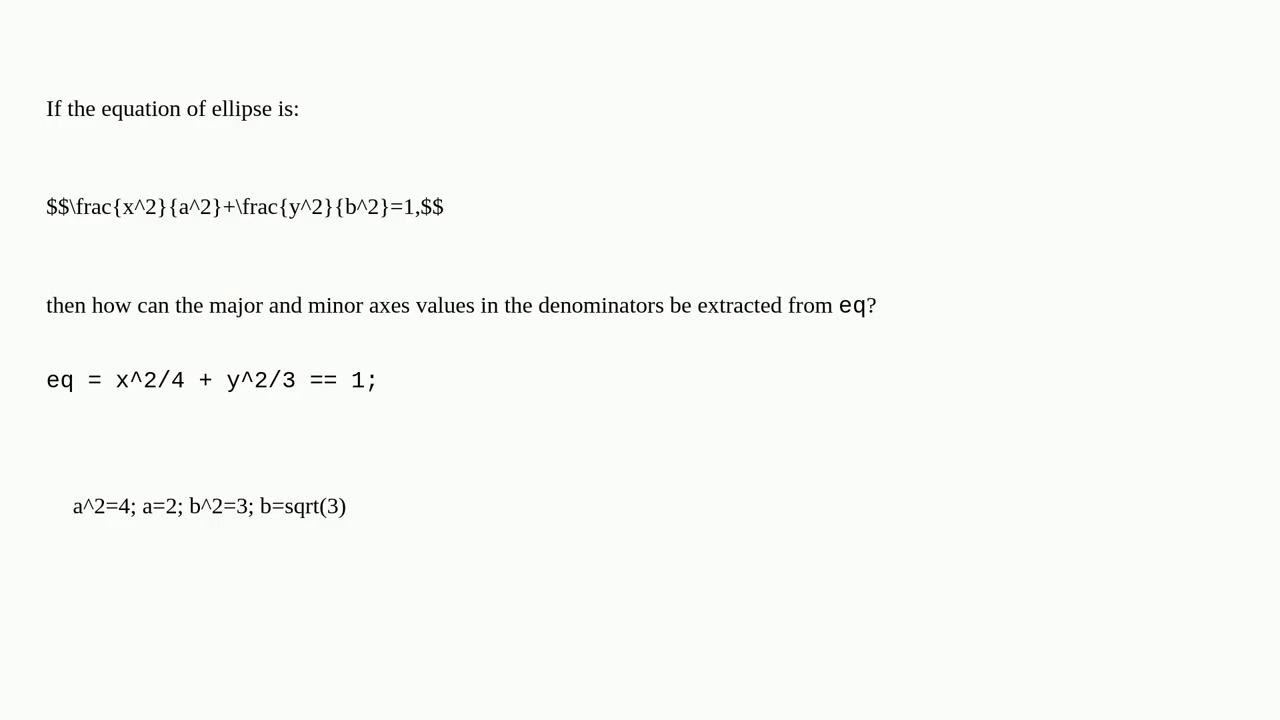 If the equation of ellipse is:
$$\frac{x^2}{a^2}+\frac{y^2}{b^2}=1,$$
then how can the major and minor axes values in the denominators be extracted from eq?
eq = x^2/4 + y^2/3 == 1;
a^2=4; a=2; b^2=3; b=sqrt(3)